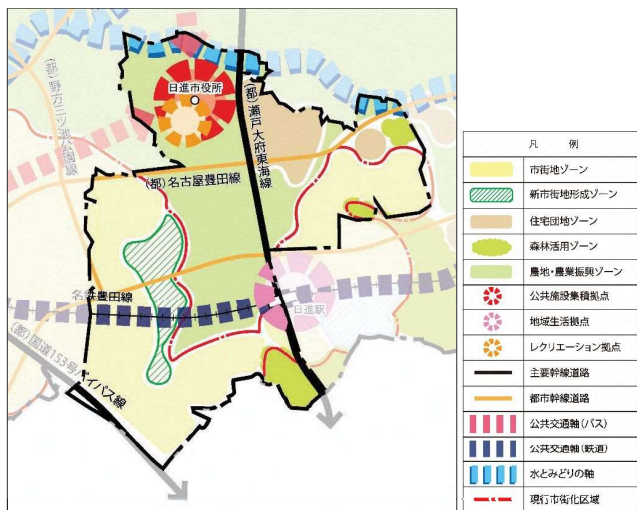 日進市役所
(都)野方三ツ池公園線
(都)瀬戸大府東海線
(都)名古屋豊田線
名鉄豊田線
日進駅
(都)国道153号バイパス線
凡 例
市街地ゾーン
新市街地形成ゾーン
住宅団地ゾーン
森林活用ゾーン
農地・農業振興ゾーン
公共施設集積拠点
地域生活拠点
レクリエーション拠点
主要幹線道路
都市幹線道路
公共交通軸(バス)
公共交通軸(鉄道)
水とみどりの軸
現行市街化区域